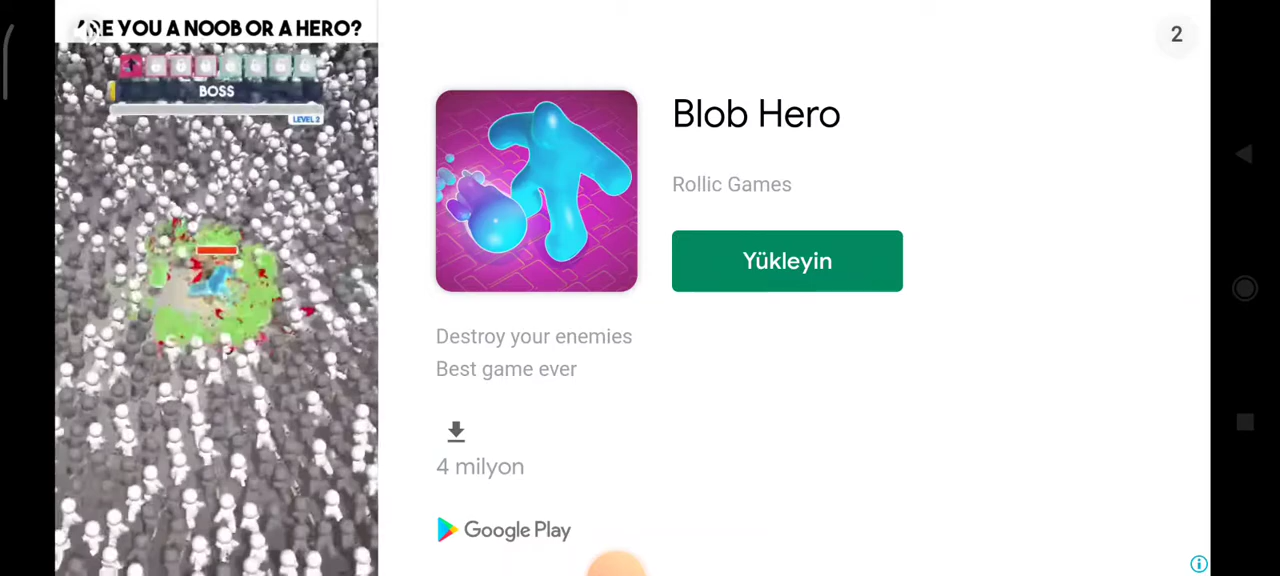 ARE YOU A NOOB OR A HERO?
BOSS
LEVEL 2
2
Blob Hero
Rollic Games
Yükleyin
Destroy your enemies
Best game ever
4 milyon
Google Play